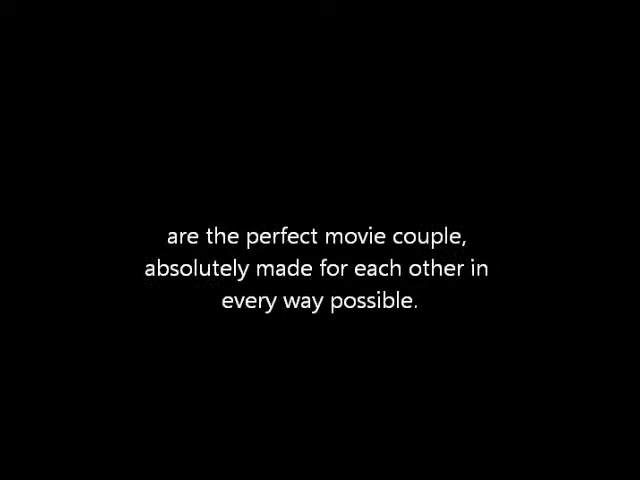 are the perfect movie couple,
absolutely made for each other in
every way possible.